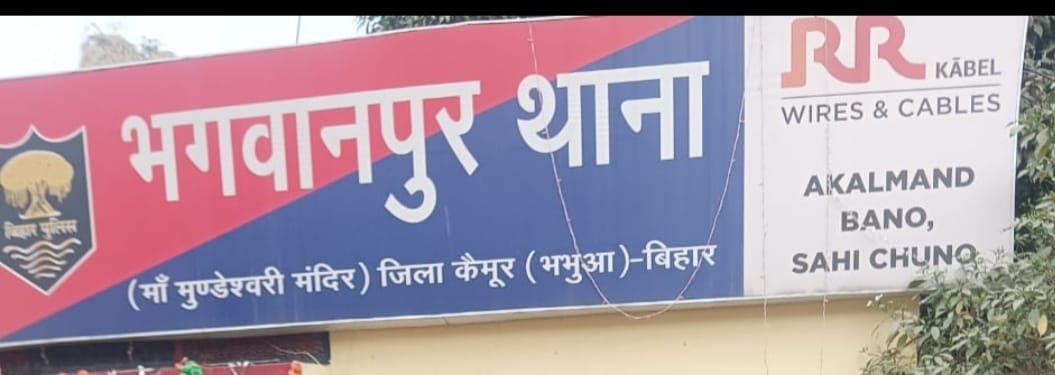 बिहार पुलिस
भगवानपुर थाना
(माँ मुण्डेश्वरी मंदिर) जिला कैमूर (भभुआ)-बिहार
RR KĀBEL
WIRES & CABLES
AKALMAND
BANO,
SAHI CHUNO